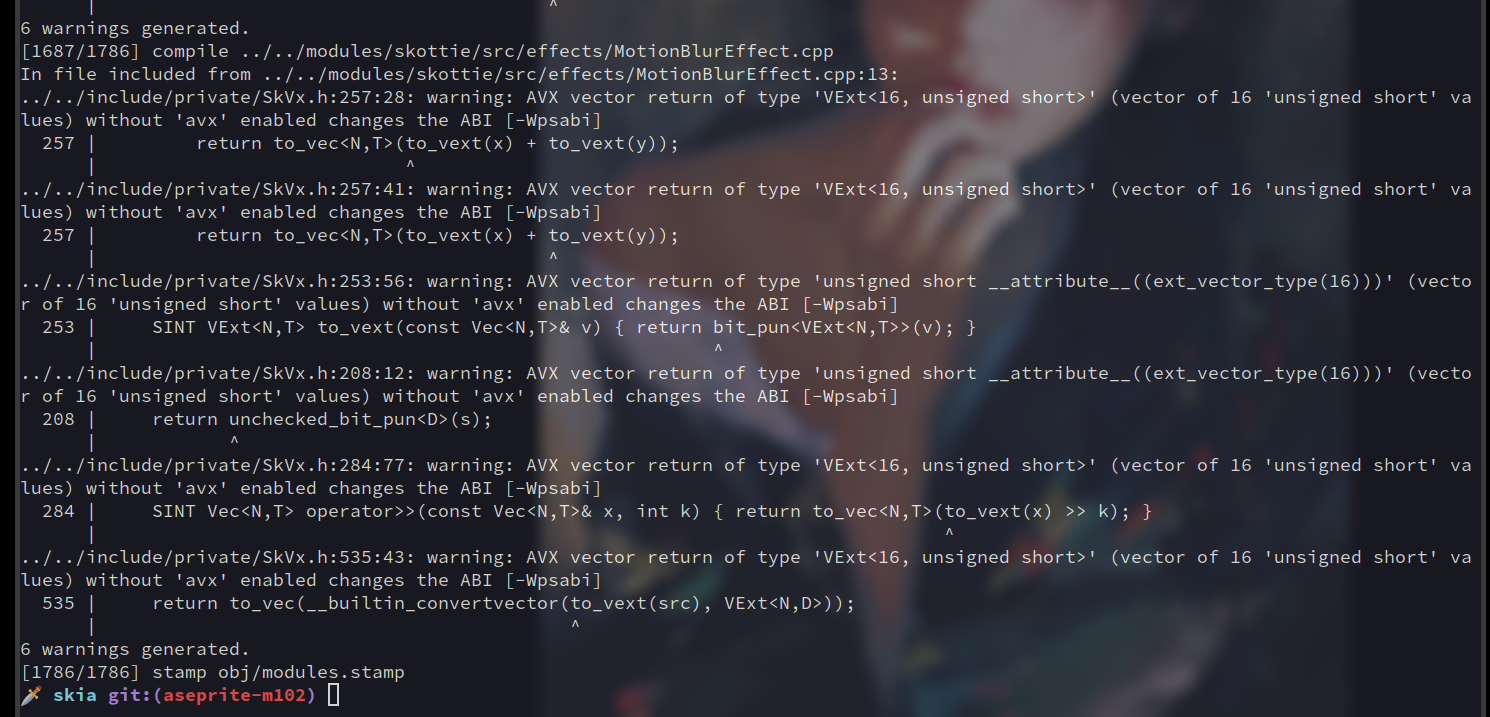 |                                          ^
6 warnings generated.
[1687/1786] compile ../../modules/skottie/src/effects/MotionBlurEffect.cpp
In file included from ../../modules/skottie/src/effects/MotionBlurEffect.cpp:13:
../../include/private/SkVx.h:257:28: warning: AVX vector return of type 'VExt<16, unsigned short>' (vector of 16 'unsigned short' va
lues) without 'avx' enabled changes the ABI [-Wpsabi]
  257 |         return to_vec<N,T>(to_vext(x) + to_vext(y));
      |                            ^
../../include/private/SkVx.h:257:41: warning: AVX vector return of type 'VExt<16, unsigned short>' (vector of 16 'unsigned short' va
lues) without 'avx' enabled changes the ABI [-Wpsabi]
  257 |         return to_vec<N,T>(to_vext(x) + to_vext(y));
      |                                         ^
../../include/private/SkVx.h:253:56: warning: AVX vector return of type 'unsigned short __attribute__((ext_vector_type(16)))' (vecto
r of 16 'unsigned short' values) without 'avx' enabled changes the ABI [-Wpsabi]
  253 |     SINT VExt<N,T> to_vext(const Vec<N,T>& v) { return bit_pun<VExt<N,T>>(v); }
      |                                                        ^
../../include/private/SkVx.h:208:12: warning: AVX vector return of type 'unsigned short __attribute__((ext_vector_type(16)))' (vecto
r of 16 'unsigned short' values) without 'avx' enabled changes the ABI [-Wpsabi]
  208 |     return unchecked_bit_pun<D>(s);
      |            ^
../../include/private/SkVx.h:284:77: warning: AVX vector return of type 'VExt<16, unsigned short>' (vector of 16 'unsigned short' va
lues) without 'avx' enabled changes the ABI [-Wpsabi]
  284 |     SINT Vec<N,T> operator>>(const Vec<N,T>& x, int k) { return to_vec<N,T>(to_vext(x) >> k); }
      |                                                                             ^
../../include/private/SkVx.h:535:43: warning: AVX vector return of type 'VExt<16, unsigned short>' (vector of 16 'unsigned short' va
lues) without 'avx' enabled changes the ABI [-Wpsabi]
  535 |     return to_vec(__builtin_convertvector(to_vext(src), VExt<N,D>));
      |                                           ^
6 warnings generated.
[1786/1786] stamp obj/modules.stamp
🗡 skia git:(aseprite-m102)